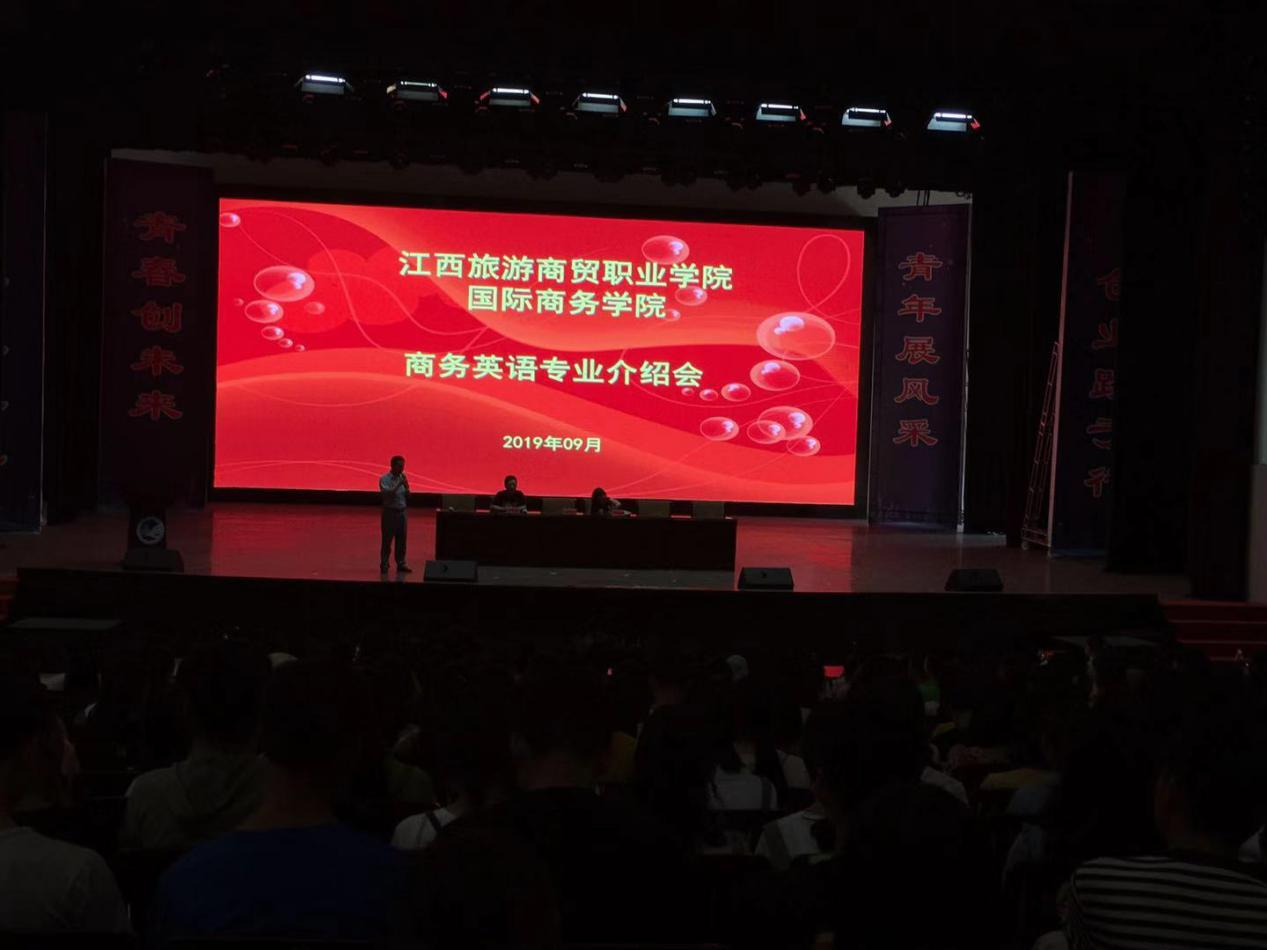 江西旅游商贸职业学院
国际商务学院
商务英语专业介绍会
2019年09月
青春创未来
青年展风采